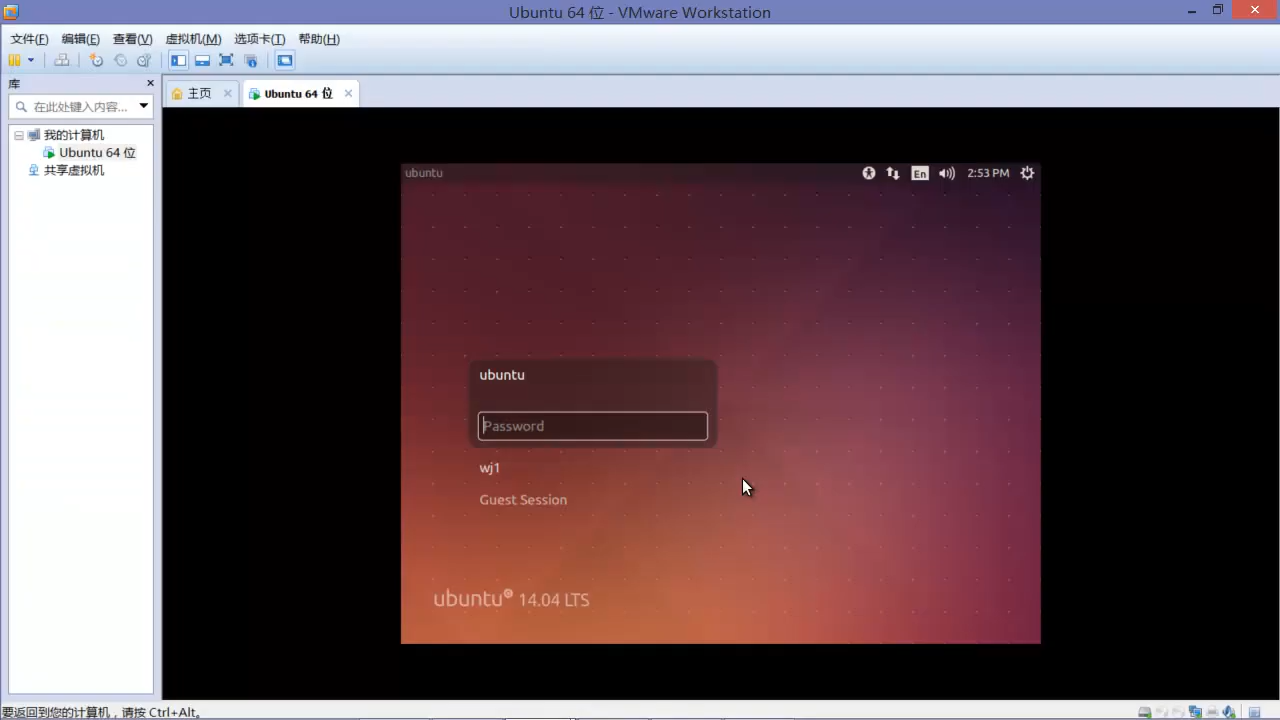 Ubuntu 64 位 - VMware Workstation
文件(F) 编辑(E) 查看(V) 虚拟机(M) 选项卡(T) 帮助(H)
库
主页
Ubuntu 64 位
在此处键入内容...
我的计算机
Ubuntu 64 位
共享虚拟机
ubuntu
En
2:53 PM
ubuntu
Password
wj1
Guest Session
ubuntu® 14.04 LTS
要返回到您的计算机，请按 Ctrl+Alt。